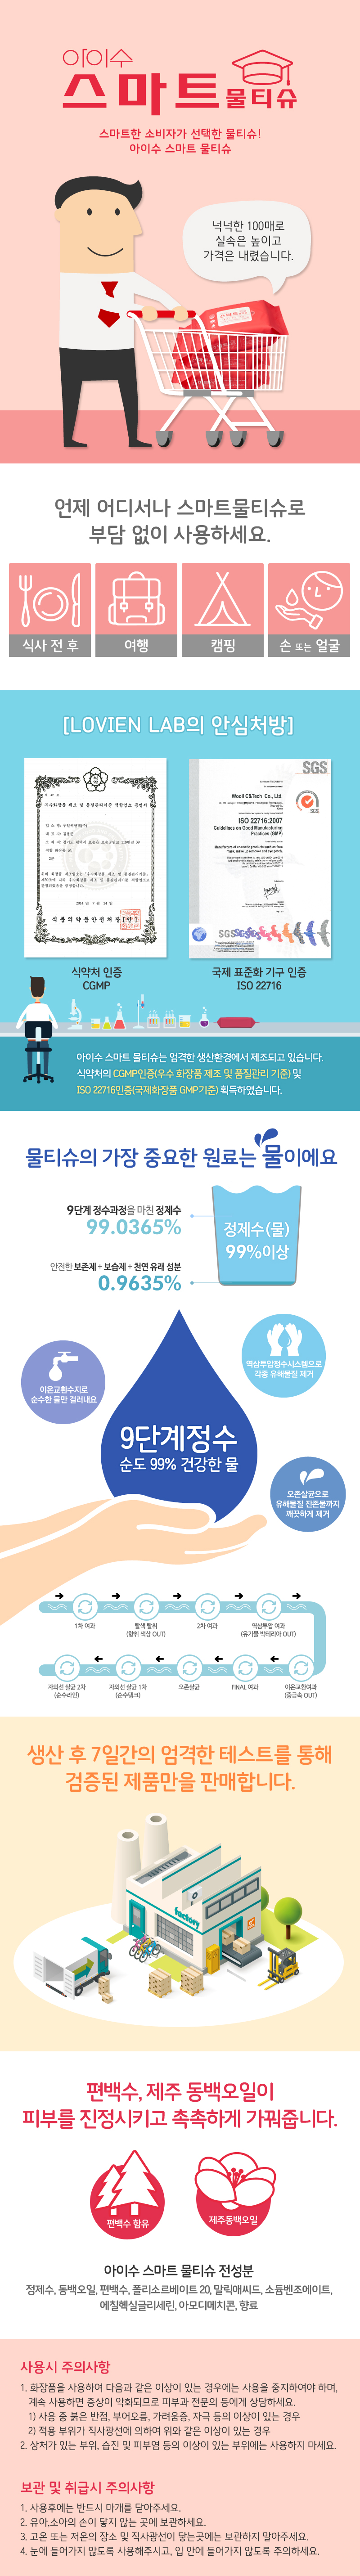 아이수
스마트물티슈
스마트한 소비자가 선택한 물티슈!
아이수 스마트 물티슈
넉넉한 100매로
실속은 높이고
가격은 내렸습니다.
언제 어디서나 스마트물티슈로
부담 없이 사용하세요.
식사 전 후
여행
캠핑
손 또는 얼굴
[LOVIEN LAB의 안심처방]
SGS
Wooil C&Tech Co., Ltd.
ISO 22716:2007
Guidelines on Good Manufacturing
Practices (GMP)
2014 년 7 월 24 일
식품의약품안전처장
식약처 인증
CGMP
국제 표준화 기구 인증
ISO 22716
아이수 스마트 물티슈는 엄격한 생산환경에서 제조되고 있습니다.
식약처의 CGMP인증(우수 화장품 제조 및 품질관리 기준) 및
ISO 22716인증(국제화장품 GMP기준) 획득하였습니다.
물티슈의 가장 중요한 원료는 물이에요
9단계 정수과정을 마친 정제수
99.0365%
정제수(물)
99%이상
안전한 보존제 + 보습제 + 천연 유래 성분
0.9635%
역삼투압정수시스템으로
각종 유해물질 제거
이온교환수지로
순수한 물만 걸러내요
9단계정수
순도 99% 건강한 물
오존살균으로
유해물질 잔존물까지
깨끗하게 제거
1차 여과
탈색 탈취
(향취 색상 OUT)
2차 여과
역삼투압 여과
(유기물 박테리아 OUT)
자외선 살균 2차
(순수라인)
자외선 살균 1차
(순수탱크)
오존살균
FINAL 여과
이온교환여과
(중금속 OUT)
생산 후 7일간의 엄격한 테스트를 통해
검증된 제품만을 판매합니다.
factory
편백수, 제주 동백오일이
피부를 진정시키고 촉촉하게 가꿔줍니다.
편백수 함유
제주동백오일
아이수 스마트 물티슈 전성분
정제수, 동백오일, 편백수, 폴리소르베이트 20, 말릭애씨드, 소듐벤조에이트,
에칠헥실글리세린, 아모디메치콘, 향료
사용시 주의사항
1. 화장품을 사용하여 다음과 같은 이상이 있는 경우에는 사용을 중지하여야 하며,
계속 사용하면 증상이 악화되므로 피부과 전문의 등에게 상담하세요.
1) 사용 중 붉은 반점, 부어오름, 가려움증, 자극 등의 이상이 있는 경우
2) 적용 부위가 직사광선에 의하여 위와 같은 이상이 있는 경우
2. 상처가 있는 부위, 습진 및 피부염 등의 이상이 있는 부위에는 사용하지 마세요.
보관 및 취급시 주의사항
1. 사용후에는 반드시 마개를 닫아주세요.
2. 유아,소아의 손이 닿지 않는 곳에 보관하세요.
3. 고온 또는 저온의 장소 및 직사광선이 닿는곳에는 보관하지 말아주세요.
4. 눈에 들어가지 않도록 사용해주시고, 입 안에 들어가지 않도록 주의하세요.